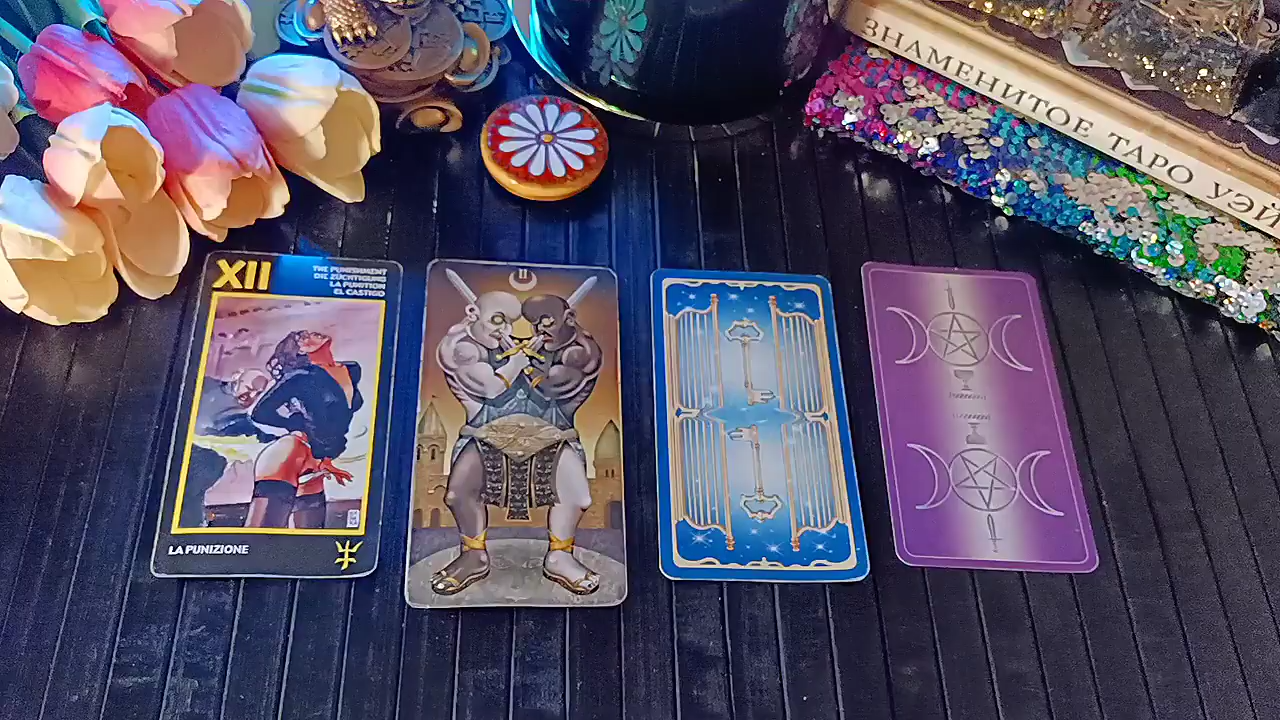 ЗНАМЕНИТОЕ ТАРО УЭЙ
XII
THE PUNISHMENT
DIE ZÜCHTIGUNG
LA PUNITION
EL CASTIGO
LA PUNIZIONE
II